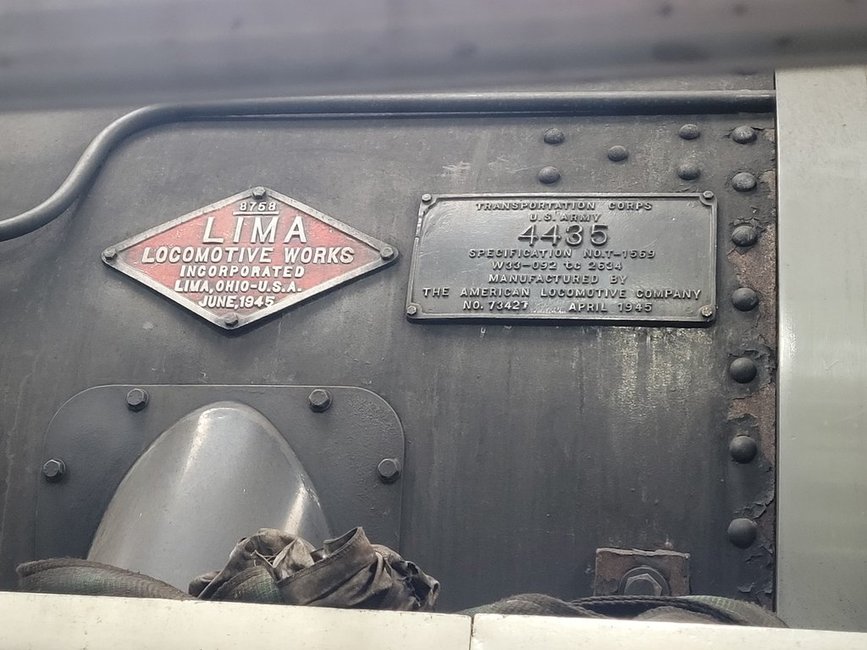 8758
LIMA
LOCOMOTIVE WORKS
INCORPORATED
LIMA, OHIO-U.S.A.
JUNE, 1945
TRANSPORTATION CORPS
U.S. ARMY
4435
SPECIFICATION NO. T-1569
W33-092 TC 2634
MANUFACTURED BY
THE AMERICAN LOCOMOTIVE COMPANY
NO. 73427 APRIL 1945